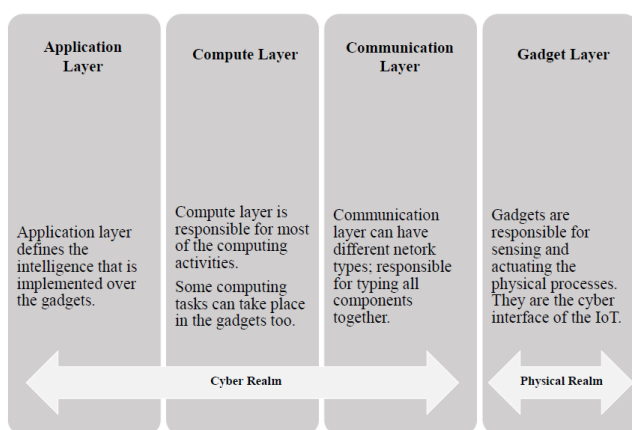 Application
Layer
Application layer
defines the
intelligence that is
implemented over
the gadgets.
Compute Layer
Compute layer is
responsible for most
of the computing
activities.
Some computing
tasks can take place
in the gadgets too.
Communication
Layer
Communication
layer can have
different netork
types; responsible
for typing all
components
together.
Gadget Layer
Gadgets are
responsible for
sensing and
actuating the
physical processes.
They are the cyber
interface of the IoT.
Cyber Realm
Physical Realm